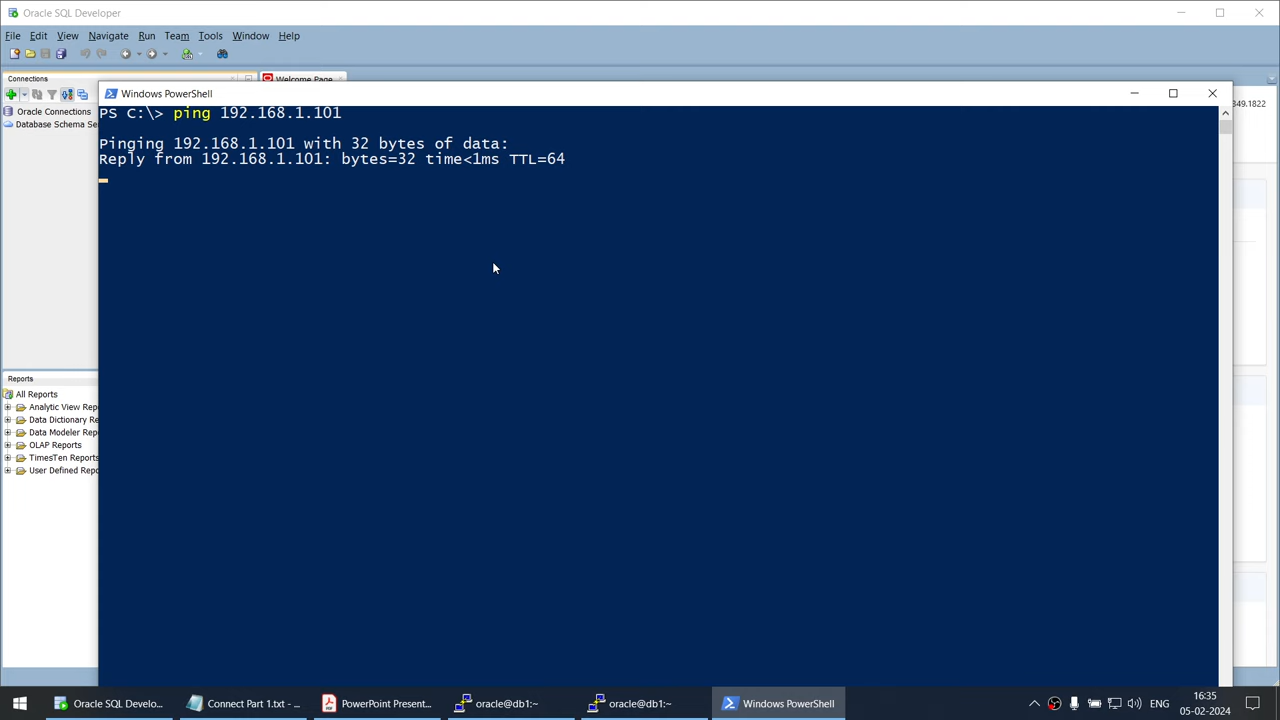 Oracle SQL Developer
File Edit View Navigate Run Team Tools Window Help
Connections
Welcome Page
Windows PowerShell
Oracle Connections
Database Schema Se
349.1822
PS C:\> ping 192.168.1.101
Pinging 192.168.1.101 with 32 bytes of data:
Reply from 192.168.1.101: bytes=32 time<1ms TTL=64
Reports
All Reports
Analytic View Rep
Data Dictionary Re
Data Modeler Rep
OLAP Reports
TimesTen Reports
User Defined Repo
Oracle SQL Develo...
Connect Part 1.txt - ...
PowerPoint Present...
oracle@db1:~
oracle@db1:~
Windows PowerShell
ENG
16:35
05-02-2024